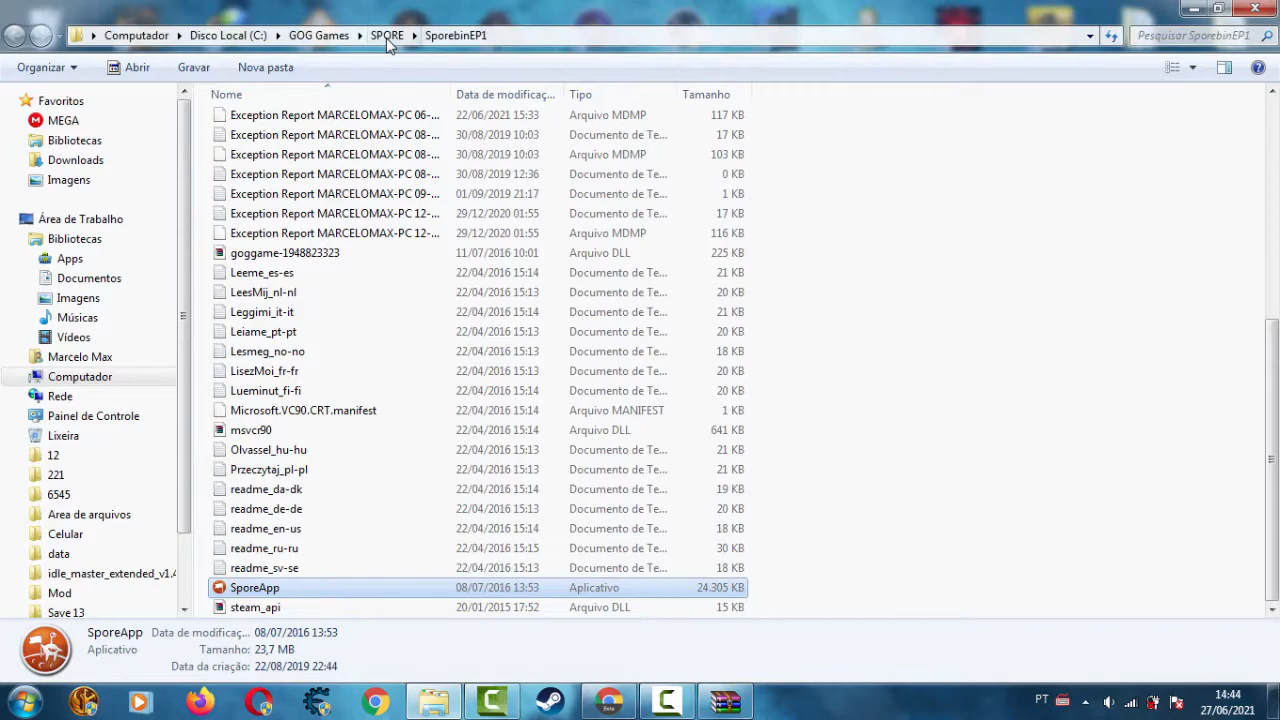 Computador Disco Local (C:) GOG Games SPORE SporebinEP1 Pesquisar SporebinEP1
Organizar Abrir Gravar Nova pasta
Favoritos
MEGA
Bibliotecas
Downloads
Imagens
Área de Trabalho
Bibliotecas
Apps
Documentos
Imagens
Músicas
Vídeos
Marcelo Max
Computador
Rede
Painel de Controle
Lixeira
12
221
6545
Area de arquivos
Celular
data
idle_master_extended_v1.4
Mod
Save 13
Nome Data de modificaç... Tipo Tamanho
Exception Report MARCELOMAX-PC 06-... 22/06/2021 15:33 Arquivo MDMP 117 KB
Exception Report MARCELOMAX-PC 08-... 30/08/2019 10:03 Documento de Te... 17 KB
Exception Report MARCELOMAX-PC 08-... 30/08/2019 10:03 Arquivo MDMP 103 KB
Exception Report MARCELOMAX-PC 08-... 30/08/2019 12:36 Documento de Te... 0 KB
Exception Report MARCELOMAX-PC 09-... 01/09/2019 21:17 Documento de Te... 1 KB
Exception Report MARCELOMAX-PC 12-... 29/12/2020 01:55 Documento de Te... 17 KB
Exception Report MARCELOMAX-PC 12-... 29/12/2020 01:55 Arquivo MDMP 116 KB
goggame-1948823323 11/07/2016 10:01 Arquivo DLL 225 KB
Leeme_es-es 22/04/2016 15:14 Documento de Te... 21 KB
LeesMij_nl-nl 22/04/2016 15:14 Documento de Te... 20 KB
Leggimi_it-it 22/04/2016 15:14 Documento de Te... 21 KB
Leiame_pt-pt 22/04/2016 15:13 Documento de Te... 20 KB
Lesmeg_no-no 22/04/2016 15:13 Documento de Te... 18 KB
LisezMoi_fr-fr 22/04/2016 15:13 Documento de Te... 20 KB
Lueminut_fi-fi 22/04/2016 15:14 Documento de Te... 20 KB
Microsoft.VC90.CRT.manifest 22/04/2016 15:14 Arquivo MANIFEST 1 KB
msvcr90 22/04/2016 15:14 Arquivo DLL 641 KB
Olvassel_hu-hu 22/04/2016 15:13 Documento de Te... 21 KB
Przeczytaj_pl-pl 22/04/2016 15:13 Documento de Te... 21 KB
readme_da-dk 22/04/2016 15:14 Documento de Te... 19 KB
readme_de-de 22/04/2016 15:13 Documento de Te... 20 KB
readme_en-us 22/04/2016 15:14 Documento de Te... 18 KB
readme_ru-ru 22/04/2016 15:15 Documento de Te... 30 KB
readme_sv-se 22/04/2016 15:13 Documento de Te... 18 KB
SporeApp 08/07/2016 13:53 Aplicativo 24.305 KB
steam_api 20/01/2015 17:52 Arquivo DLL 15 KB
SporeApp Data de modificaç... 08/07/2016 13:53
Aplicativo Tamanho: 23,7 MB
Data da criação: 22/08/2019 22:44
PT 14:44
27/06/2021